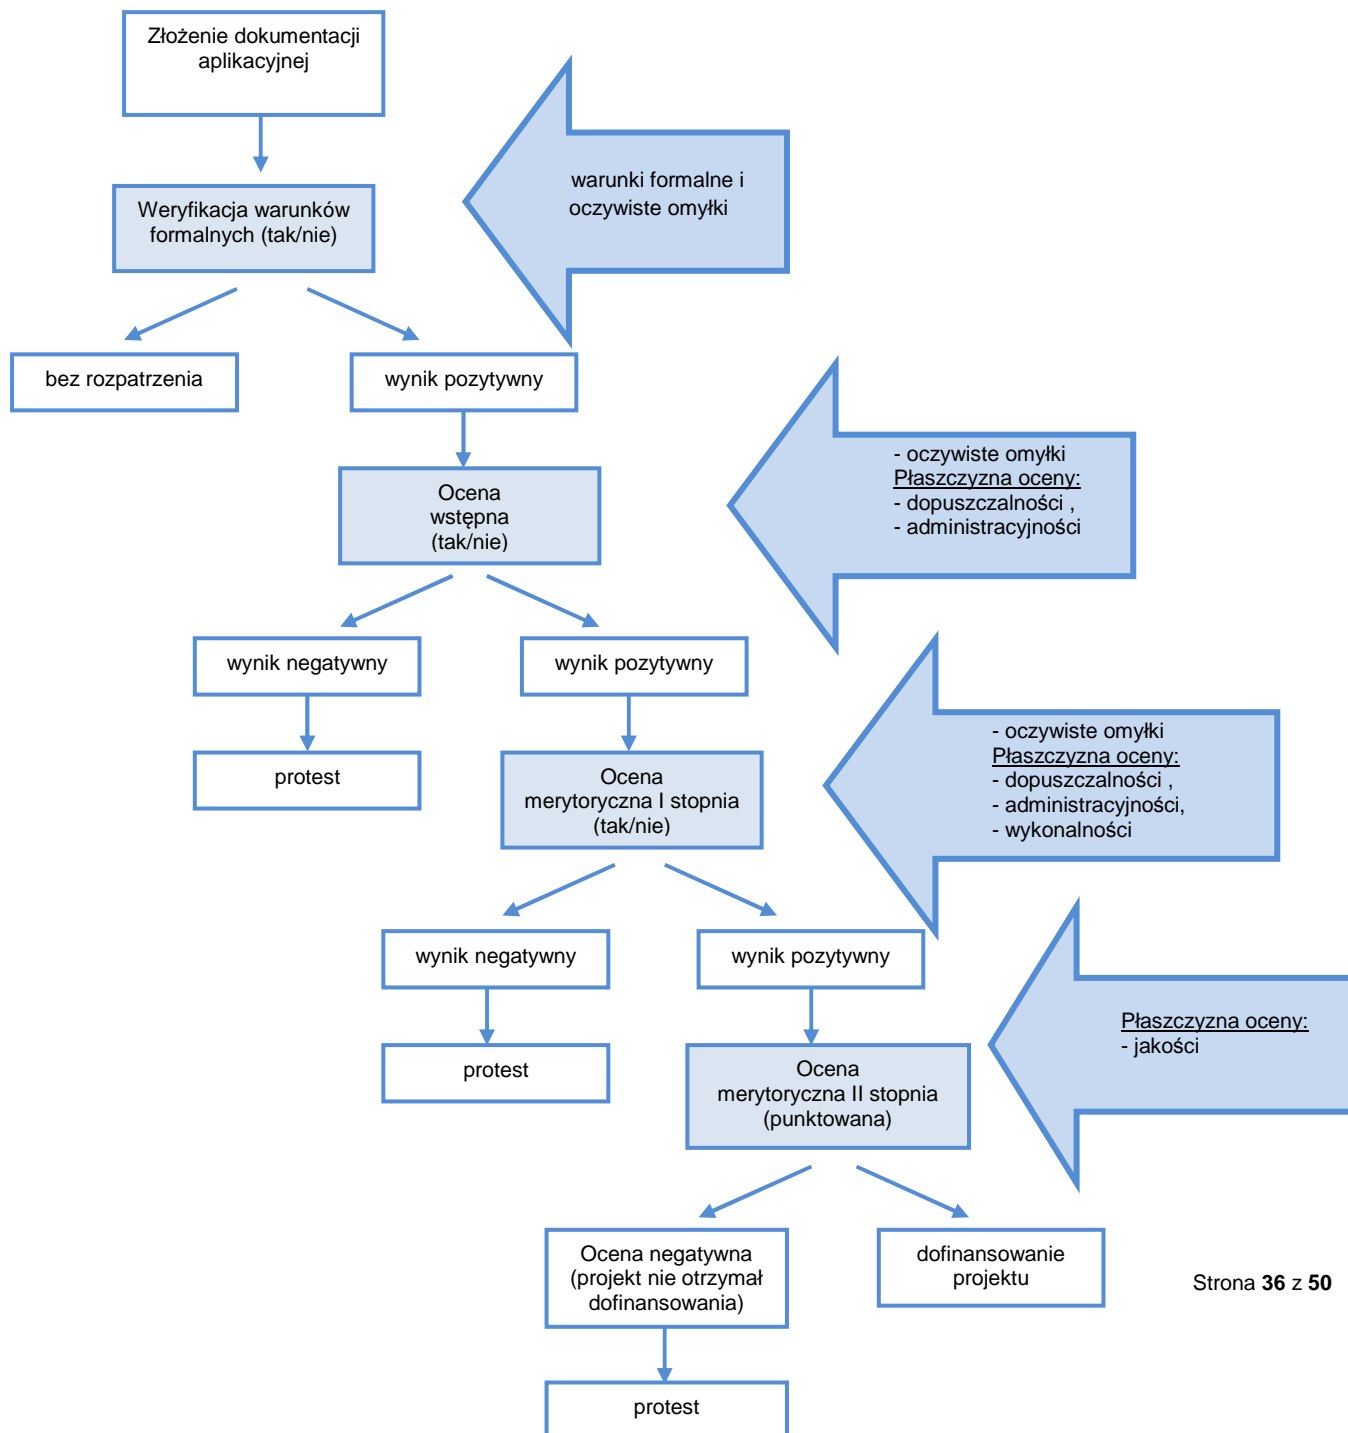 Złożenie dokumentacji
aplikacyjnej
warunki formalne i
oczywiste omyłki
Weryfikacja warunków
formalnych (tak/nie)
bez rozpatrzenia
wynik pozytywny
- oczywiste omyłki
Płaszczyzna oceny:
- dopuszczalności ,
- administracyjności
Ocena
wstępna
(tak/nie)
wynik negatywny
wynik pozytywny
- oczywiste omyłki
Płaszczyzna oceny:
- dopuszczalności ,
- administracyjności,
- wykonalności
protest
Ocena
merytoryczna I stopnia
(tak/nie)
wynik negatywny
wynik pozytywny
Płaszczyzna oceny:
- jakości
protest
Ocena
merytoryczna II stopnia
(punktowana)
Ocena negatywna
(projekt nie otrzymał
dofinansowania)
dofinansowanie
projektu
Strona 36 z 50
protest